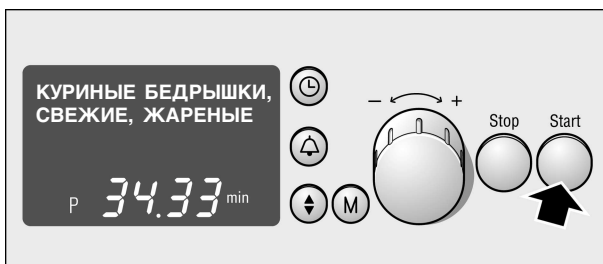 КУРИНЫЕ БЕДРЫШКИ,
СВЕЖИЕ, ЖАРЕНЫЕ
P 34.33 min
− +
Stop Start
M